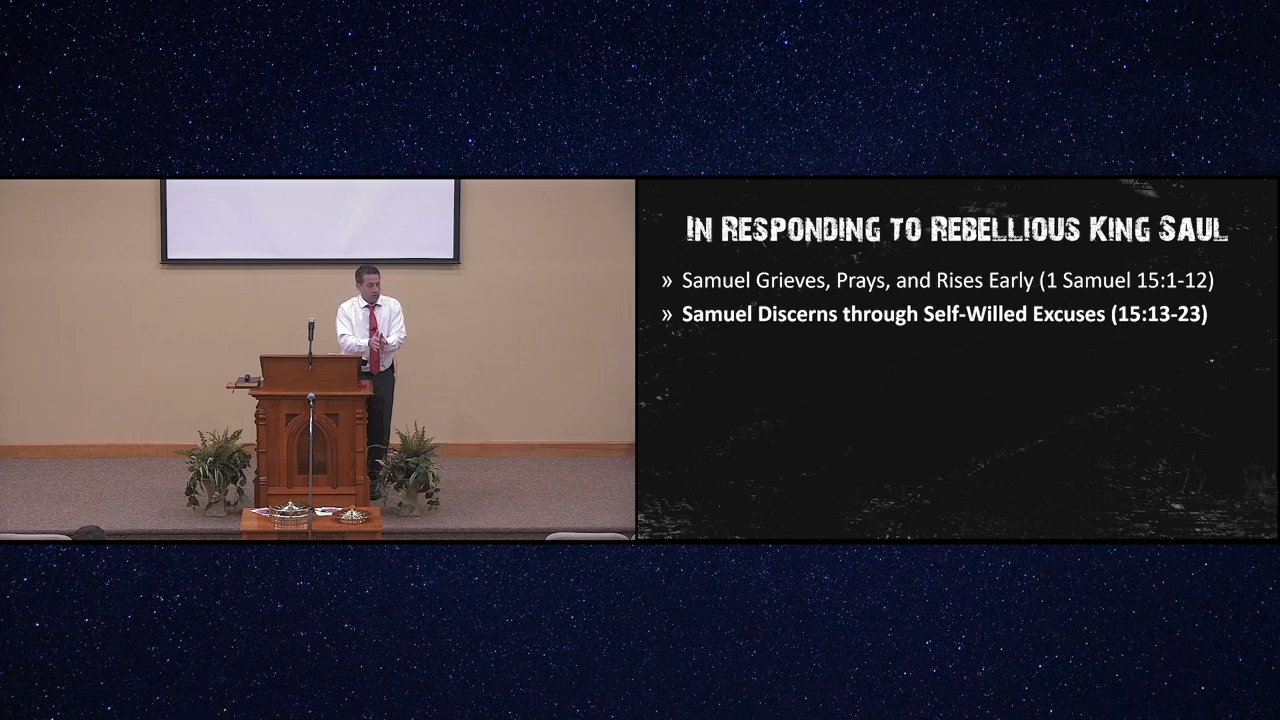 In Responding to Rebellious King Saul
» Samuel Grieves, Prays, and Rises Early (1 Samuel 15:1-12)
» Samuel Discerns through Self-Willed Excuses (15:13-23)